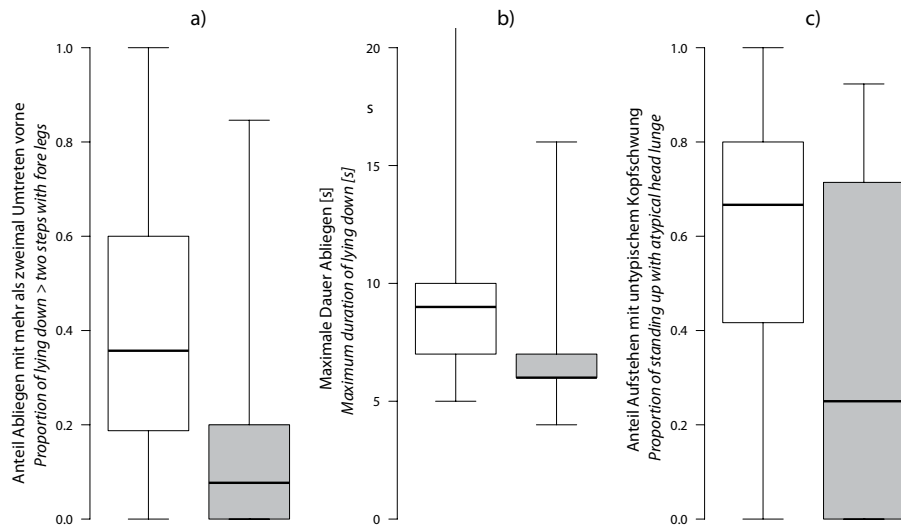 a)
Anteil Abliegen mit mehr als zweimal Umtreten vorne
Proportion of lying down > two steps with fore legs
1.0
0.8
0.6
0.4
0.2
0.0
b)
Maximale Dauer Abliegen [s]
Maximum duration of lying down [s]
20
s
15
10
5
0
c)
Anteil Aufstehen mit untypischem Kopfschwung
Proportion of standing up with atypical head lunge
1.0
0.8
0.6
0.4
0.2
0.0